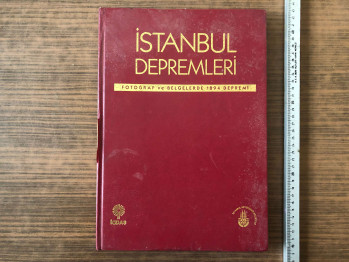 İSTANBUL
DEPREMLERİ
FOTOĞRAF ve BELGELERDE 1894 DEPREMİ